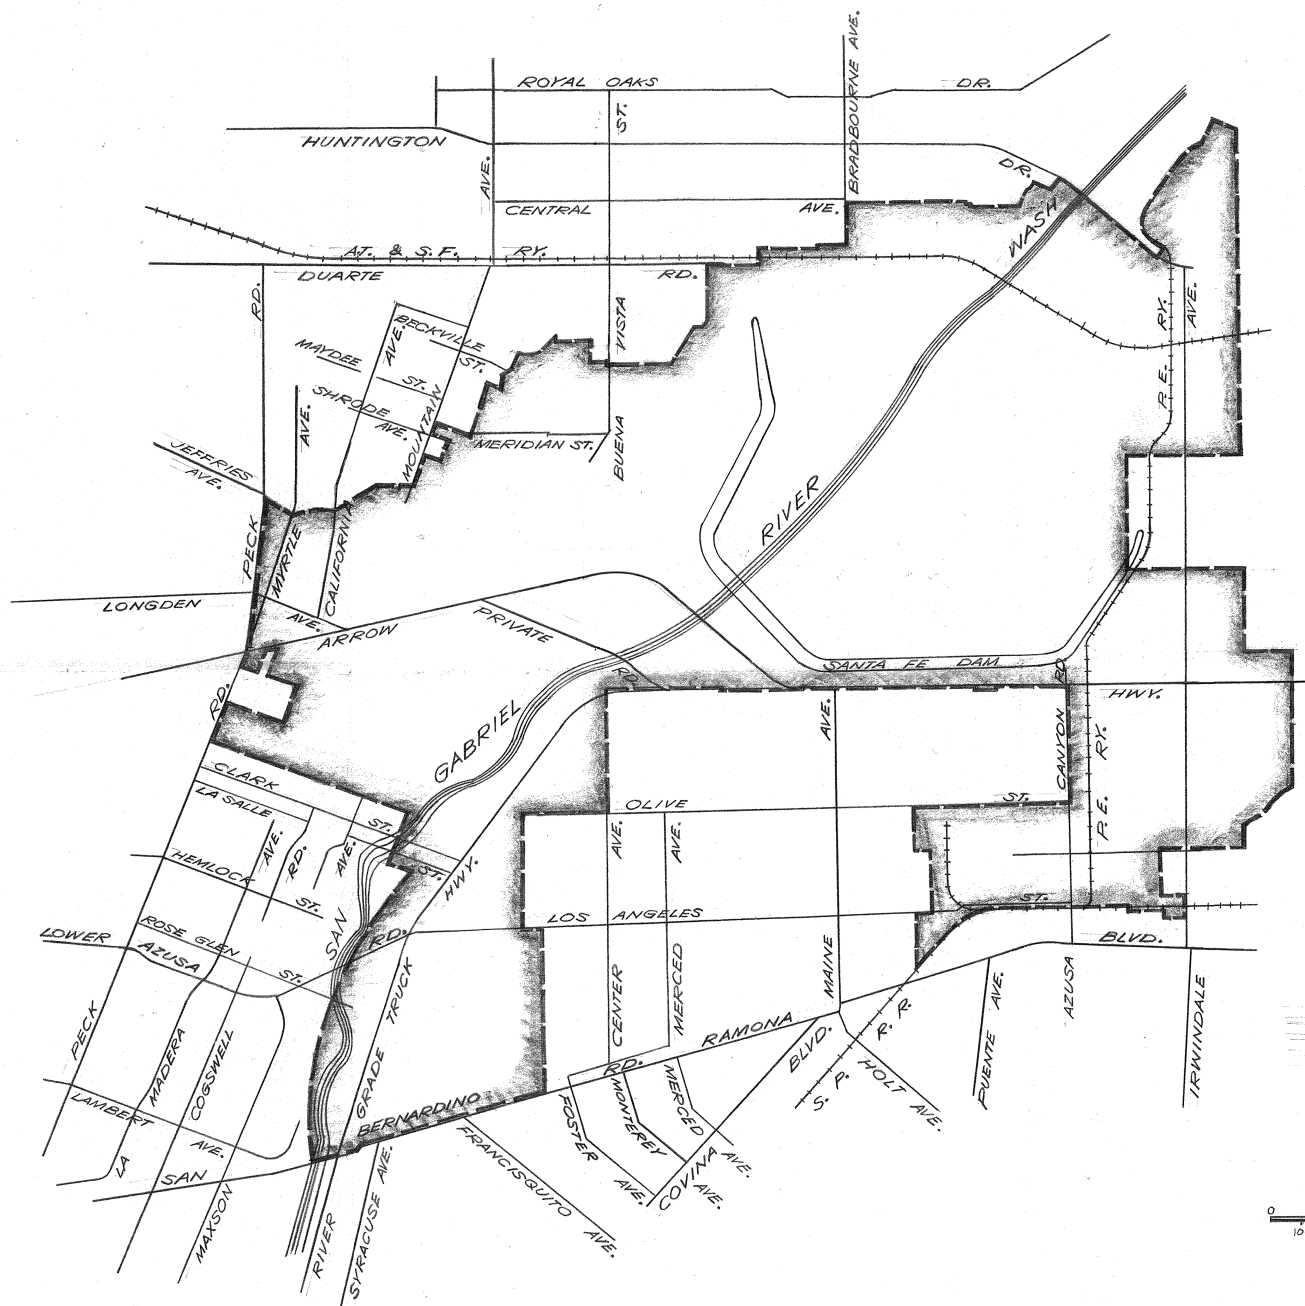 BRADBOURNE AVE.
ROYAL OAKS DR.
ST.
HUNTINGTON DR.
AVE.
CENTRAL AVE.
WASH
A.T. & S.F. RY.
DUARTE RD.
RD.
VISTA
P.E. RY.
AVE.
BECKVILLE ST.
MAYDEE ST.
AVE.
SHRODE AVE.
AVE.
MOUNTAIN
MERIDIAN ST.
BUENA
JEFFRIES AVE.
RIVER
PECK
MYRTLE
CALIFORNIA
LONGDEN AVE.
ARROW
PRIVATE RD.
SANTA FE DAM
RD.
HWY.
RD.
GABRIEL
AVE.
CANYON
P.E. RY.
CLARK ST.
LA SALLE ST.
OLIVE ST.
AVE.
RD.
AVE.
HWY.
AVE.
AVE.
HEMLOCK ST.
ROSE GLEN ST.
SAN
RD.
LOS ANGELES ST.
LOWER AZUSA
BLVD.
PECK
LA MADERA
COGSWELL
GRADE TRUCK
CENTER
MERCED
MAINE
AZUSA
RAMONA BLVD.
S. P. R. R.
PUENTE AVE.
IRWINDALE
LAMBERT AVE.
BERNARDINO RD.
FOSTER AVE.
MONTEREY AVE.
MERCED AVE.
HOLT AVE.
COVINA
FRANCISQUITO AVE.
SAN
MAXSON
RIVER
SYRACUSE AVE.
0
10